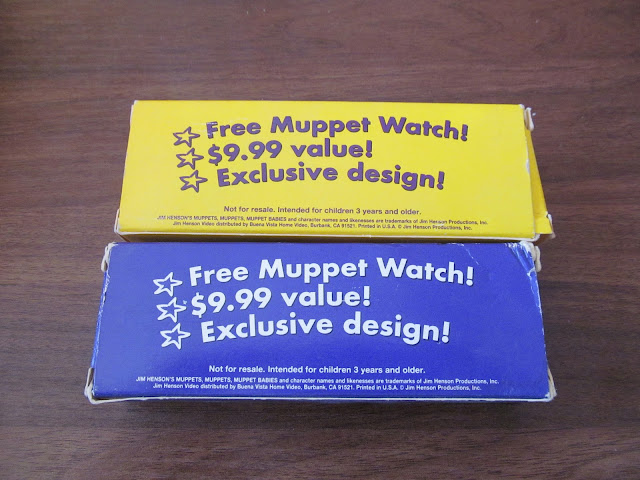 Free Muppet Watch!
$9.99 value!
Exclusive design!
Not for resale. Intended for children 3 years and older.
JIM HENSON'S MUPPETS, MUPPETS, MUPPET BABIES and character names and likenesses are trademarks of Jim Henson Productions, Inc.
Jim Henson Video distributed by Buena Vista Home Video, Burbank, CA 91521. Printed in U.S.A. © Jim Henson Productions, Inc.
Free Muppet Watch!
$9.99 value!
Exclusive design!
Not for resale. Intended for children 3 years and older.
JIM HENSON'S MUPPETS, MUPPETS, MUPPET BABIES and character names and likenesses are trademarks of Jim Henson Productions, Inc.
Jim Henson Video distributed by Buena Vista Home Video, Burbank, CA 91521. Printed in U.S.A. © Jim Henson Productions, Inc.